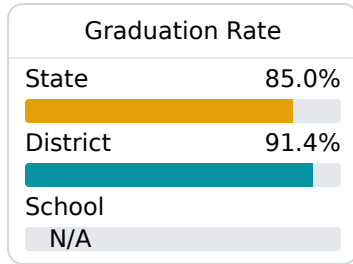 Graduation Rate
State 85.0%
District 91.4%
School
N/A